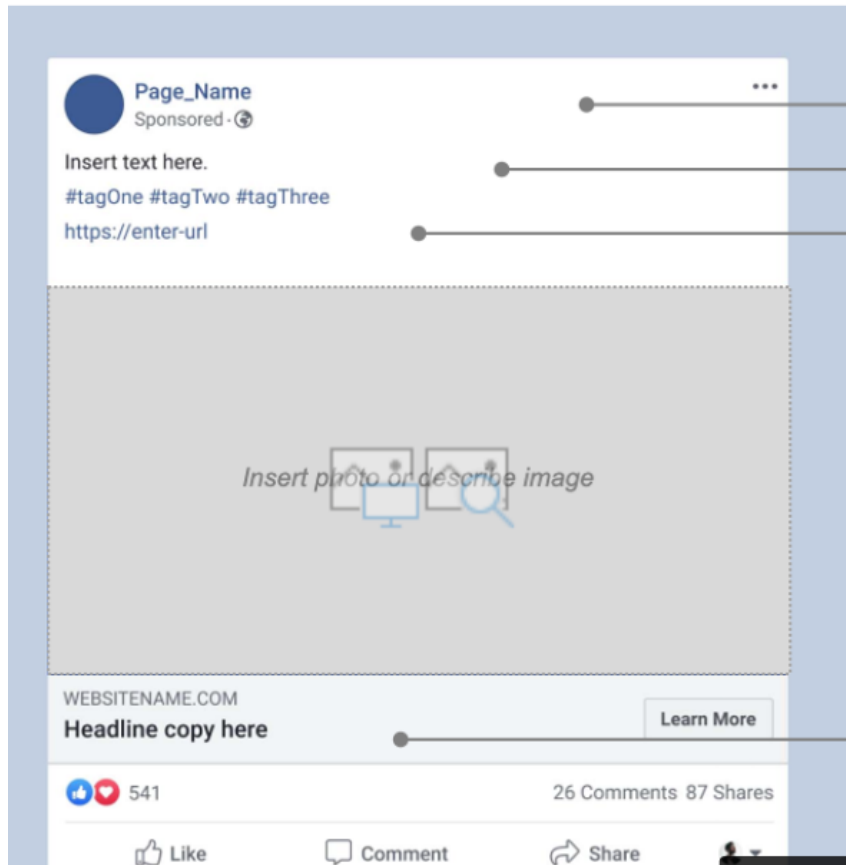 Page_Name
Sponsored ·
Insert text here.
#tagOne #tagTwo #tagThree
https://enter-url
Insert photo or describe image
WEBSITENAME.COM
Headline copy here
Learn More
541
26 Comments 87 Shares
Like Comment Share